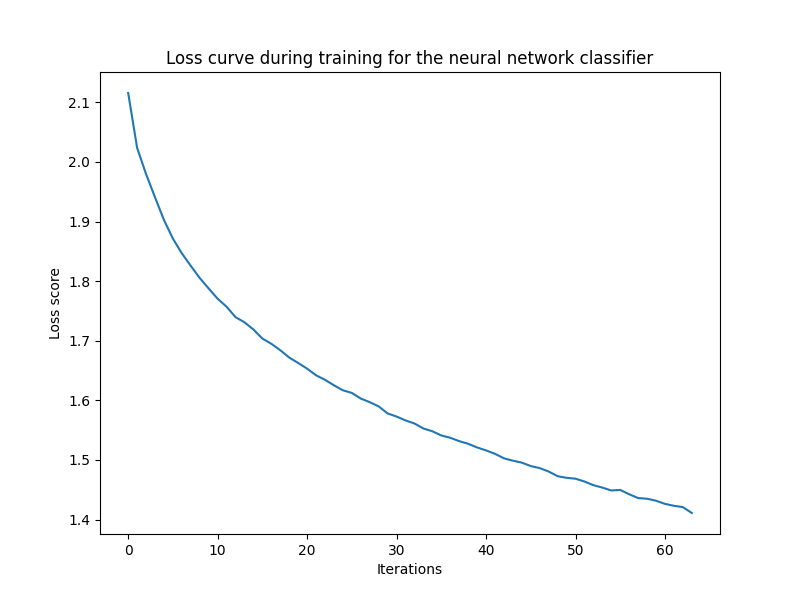 Loss curve during training for the neural network classifier
Loss score
2.1
2.0
1.9
1.8
1.7
1.6
1.5
1.4
0 10 20 30 40 50 60
Iterations